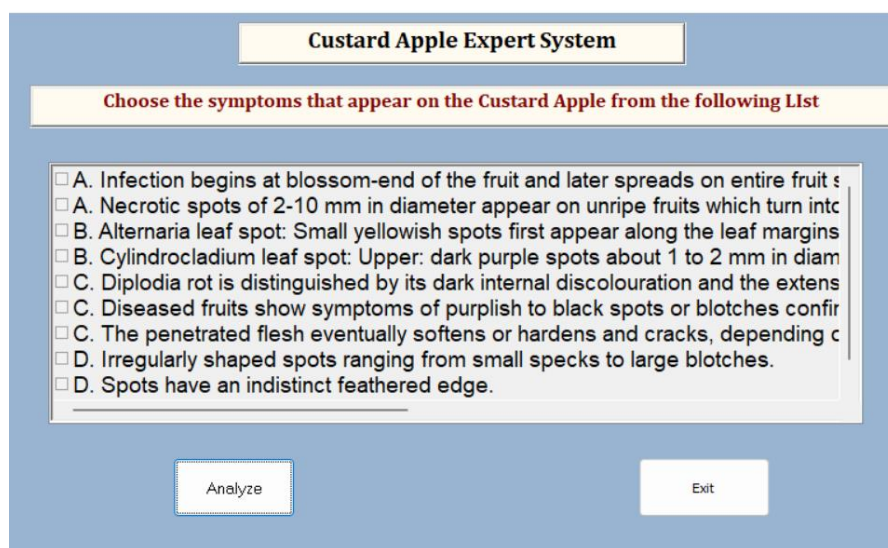 Custard Apple Expert System
Choose the symptoms that appear on the Custard Apple from the following LIst
A. Infection begins at blossom-end of the fruit and later spreads on entire fruit
A. Necrotic spots of 2-10 mm in diameter appear on unripe fruits which turn
B. Alternaria leaf spot: Small yellowish spots first appear along the leaf margins
B. Cylindrocladium leaf spot: Upper: dark purple spots about 1 to 2 mm in
C. Diplodia rot is distinguished by its dark internal discolouration and the
C. Diseased fruits show symptoms of purplish to black spots or blotches
C. The penetrated flesh eventually softens or hardens and cracks, depending
D. Irregularly shaped spots ranging from small specks to large blotches.
D. Spots have an indistinct feathered edge.
Analyze
Exit